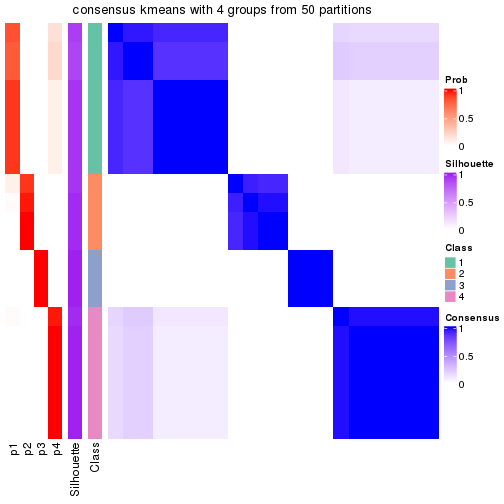 consensus kmeans with 4 groups from 50 partitions
Prob
1
0.5
0
Silhouette
1
0.5
0
Class
1
2
3
4
Consensus
1
0.5
0
p1
p2
p3
p4
Silhouette
Class